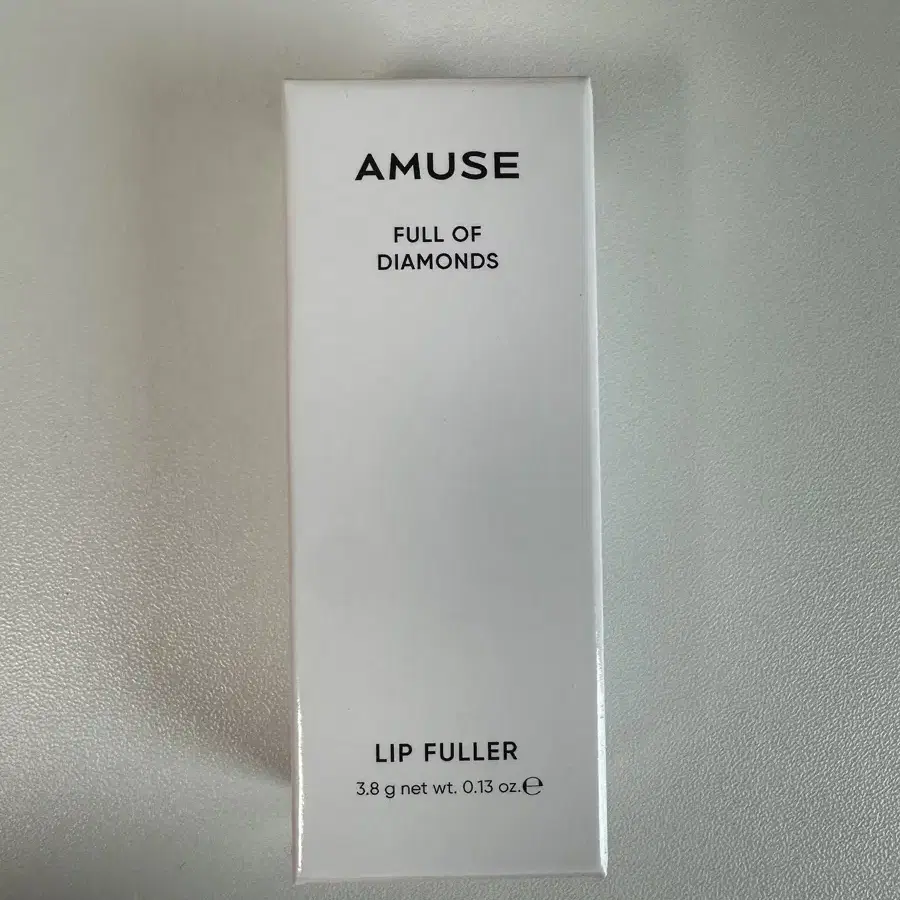 AMUSE
FULL OF
DIAMONDS
LIP FULLER
3.8 g net wt. 0.13 oz.℮